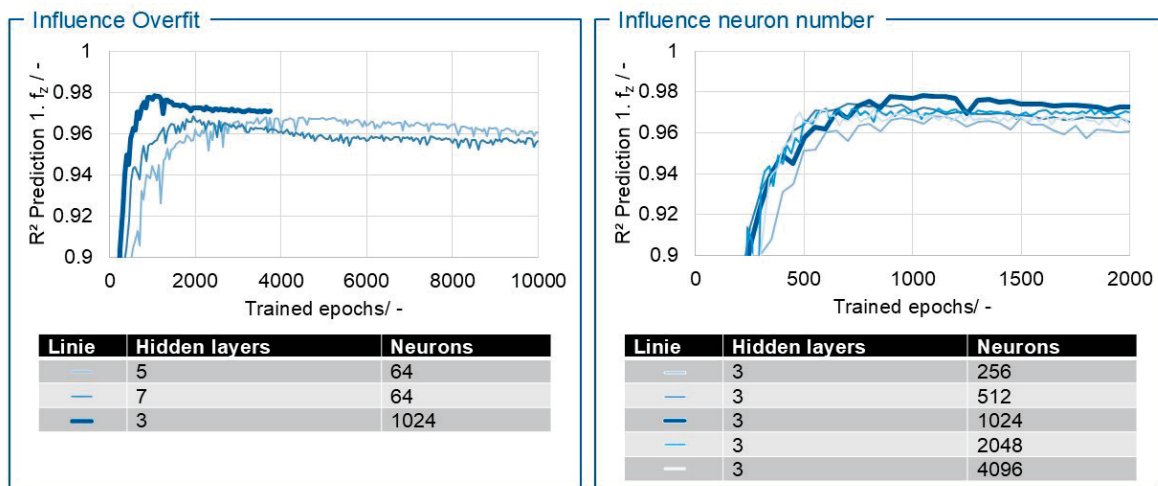 Influence Overfit
R² Prediction 1. fz / -
1
0.98
0.96
0.94
0.92
0.9
0 2000 4000 6000 8000 10000
Trained epochs/ -
Linie Hidden layers Neurons
5 64
7 64
3 1024
Influence neuron number
R² Prediction 1. fz / -
1
0.98
0.96
0.94
0.92
0.9
0 500 1000 1500 2000
Trained epochs/ -
Linie Hidden layers Neurons
3 256
3 512
3 1024
3 2048
3 4096